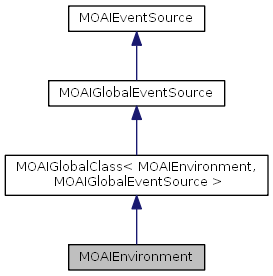 MOAIEventSource
MOAIGlobalEventSource
MOAIGlobalClass< MOAIEnvironment,
MOAIGlobalEventSource >
MOAIEnvironment